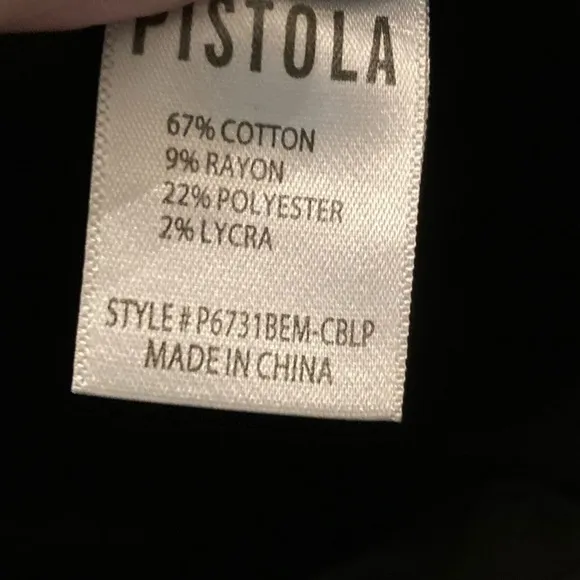 PISTOLA
67% COTTON
9% RAYON
22% POLYESTER
2% LYCRA
STYLE # P6731BEM-CBLP
MADE IN CHINA